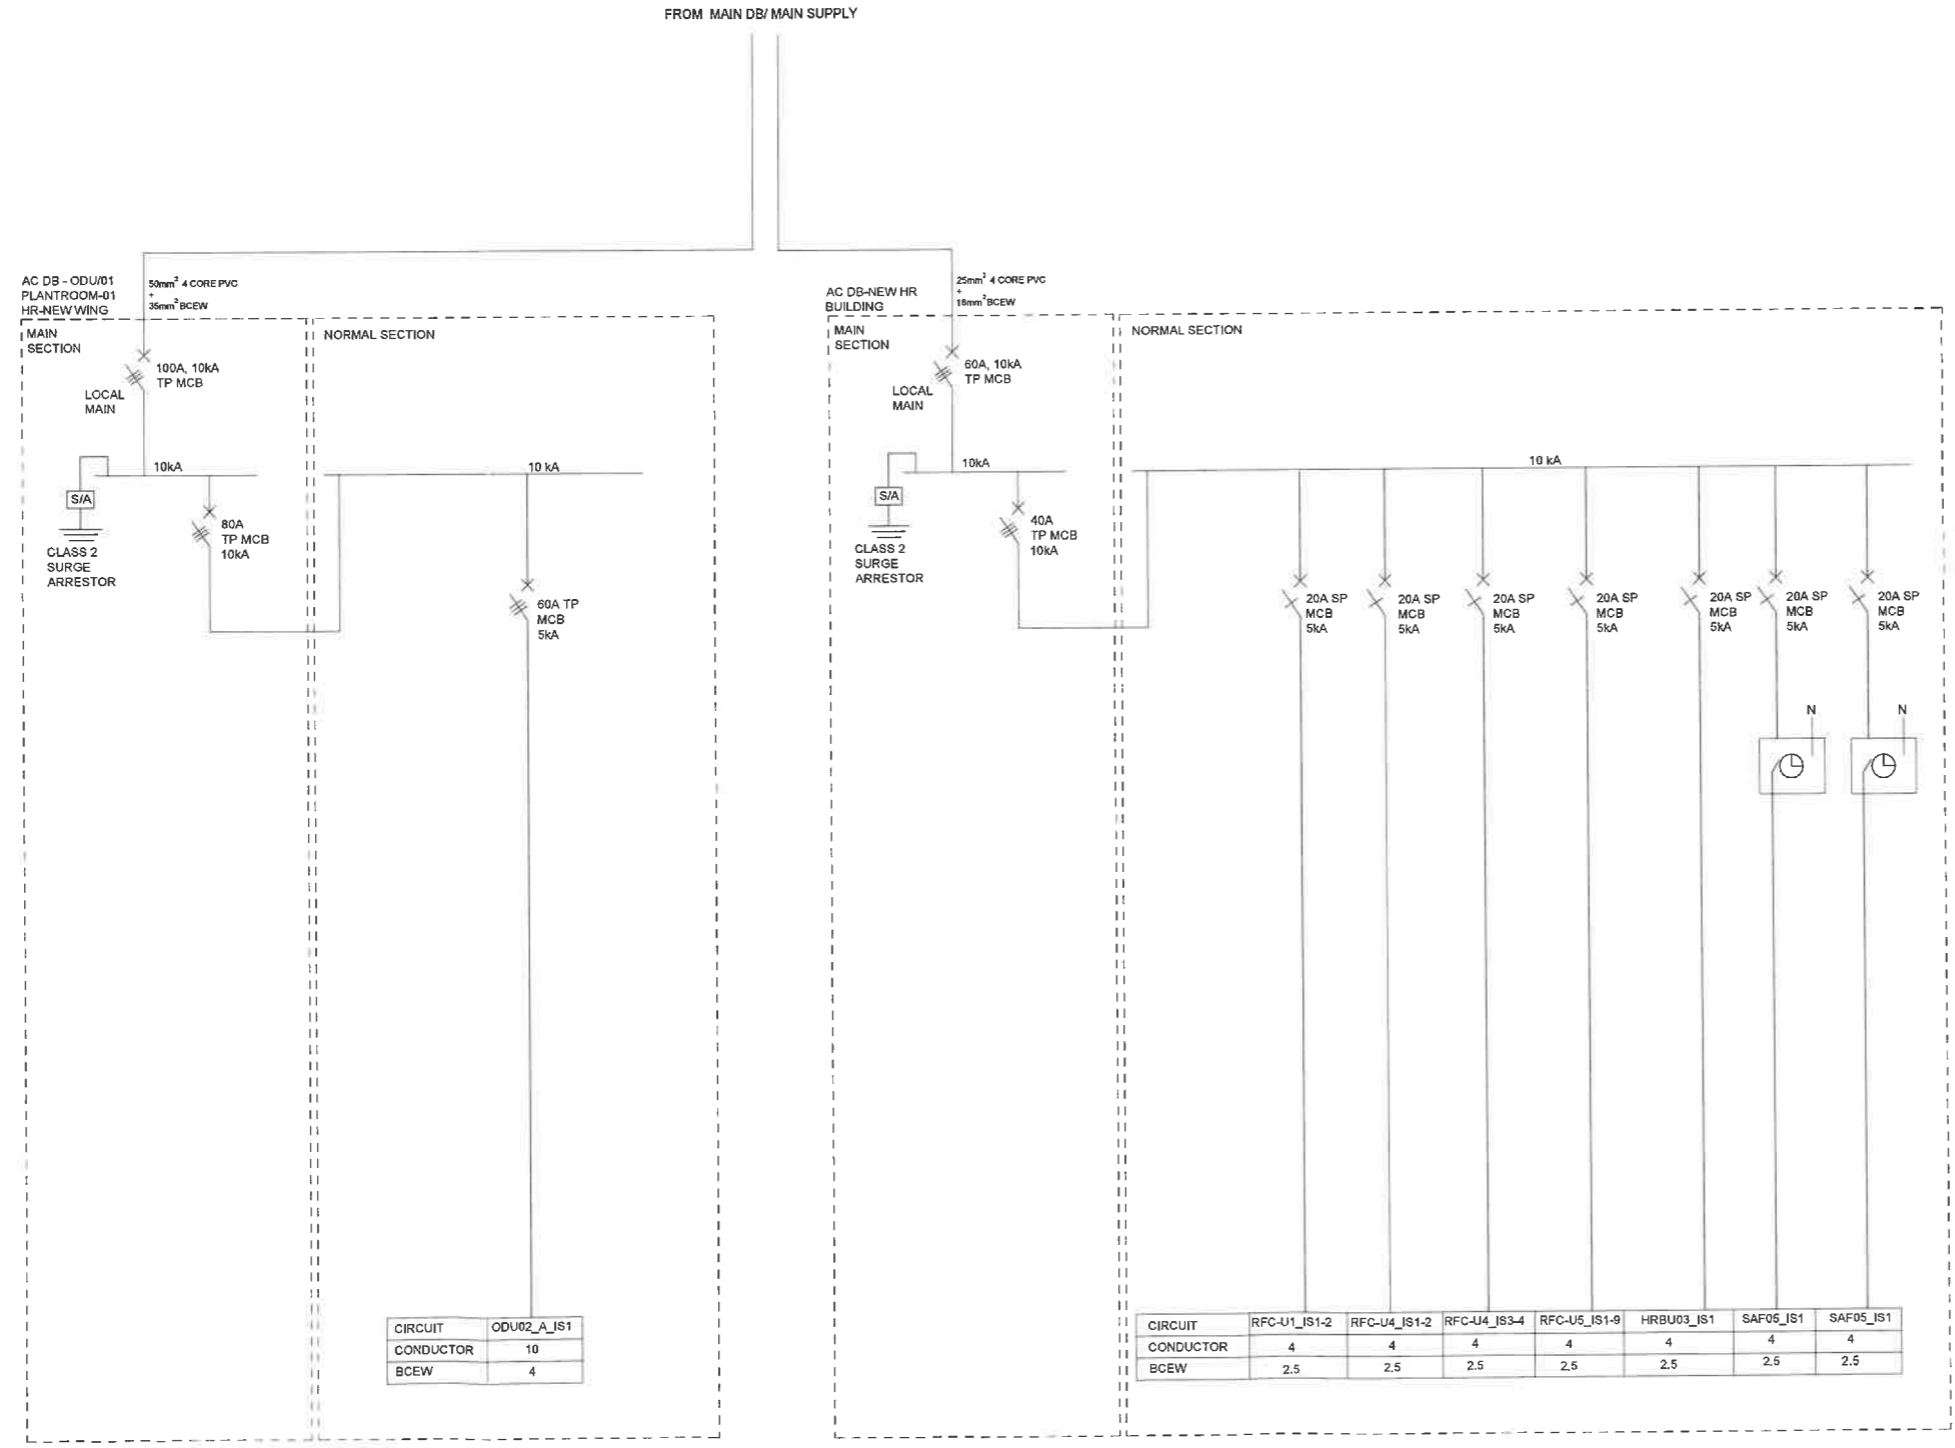 FROM MAIN DB/ MAIN SUPPLY
AC DB - ODU/01
PLANTROOM-01
HR-NEW WING
50mm² 4 CORE PVC
+
35mm² BCEW
MAIN
SECTION
NORMAL SECTION
100A, 10kA
TP MCB
LOCAL
MAIN
10kA
10 kA
S/A
CLASS 2
SURGE
ARRESTOR
80A
TP MCB
10kA
60A TP
MCB
5kA
CIRCUIT ODU02_A_IS1
CONDUCTOR 10
BCEW 4
AC DB-NEW HR
BUILDING
25mm² 4 CORE PVC
+
16mm² BCEW
MAIN
SECTION
NORMAL SECTION
60A, 10kA
TP MCB
LOCAL
MAIN
10kA
10 kA
S/A
CLASS 2
SURGE
ARRESTOR
40A
TP MCB
10kA
20A SP
MCB
5kA
20A SP
MCB
5kA
20A SP
MCB
5kA
20A SP
MCB
5kA
20A SP
MCB
5kA
20A SP
MCB
5kA
20A SP
MCB
5kA
N
N
CIRCUIT RFC-U1_IS1-2 RFC-U4_IS1-2 RFC-U4_IS3-4 RFC-U5_IS1-9 HRBU03_IS1 SAF05_IS1 SAF05_IS1
CONDUCTOR 4 4 4 4 4 4 4
BCEW 2.5 2.5 2.5 2.5 2.5 2.5 2.5